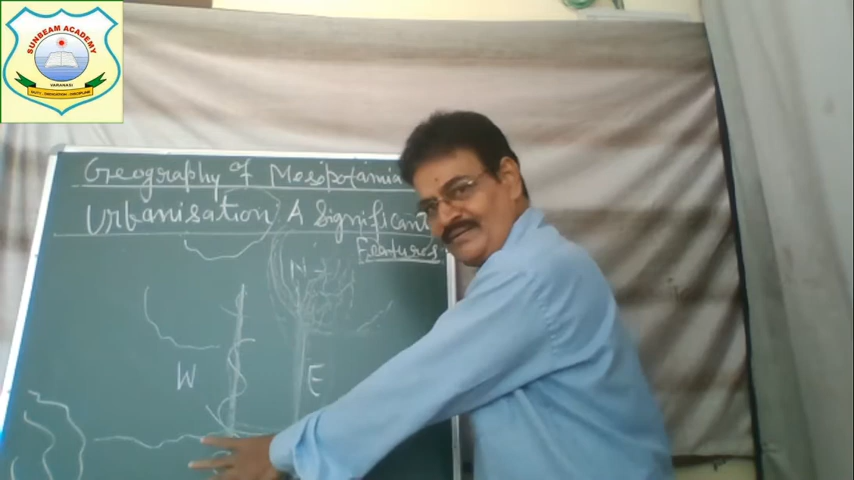 SUNBEAM ACADEMY
VARANASI
Geography of Mesopotamia
Urbanisation A Significant
Features
N
W
E